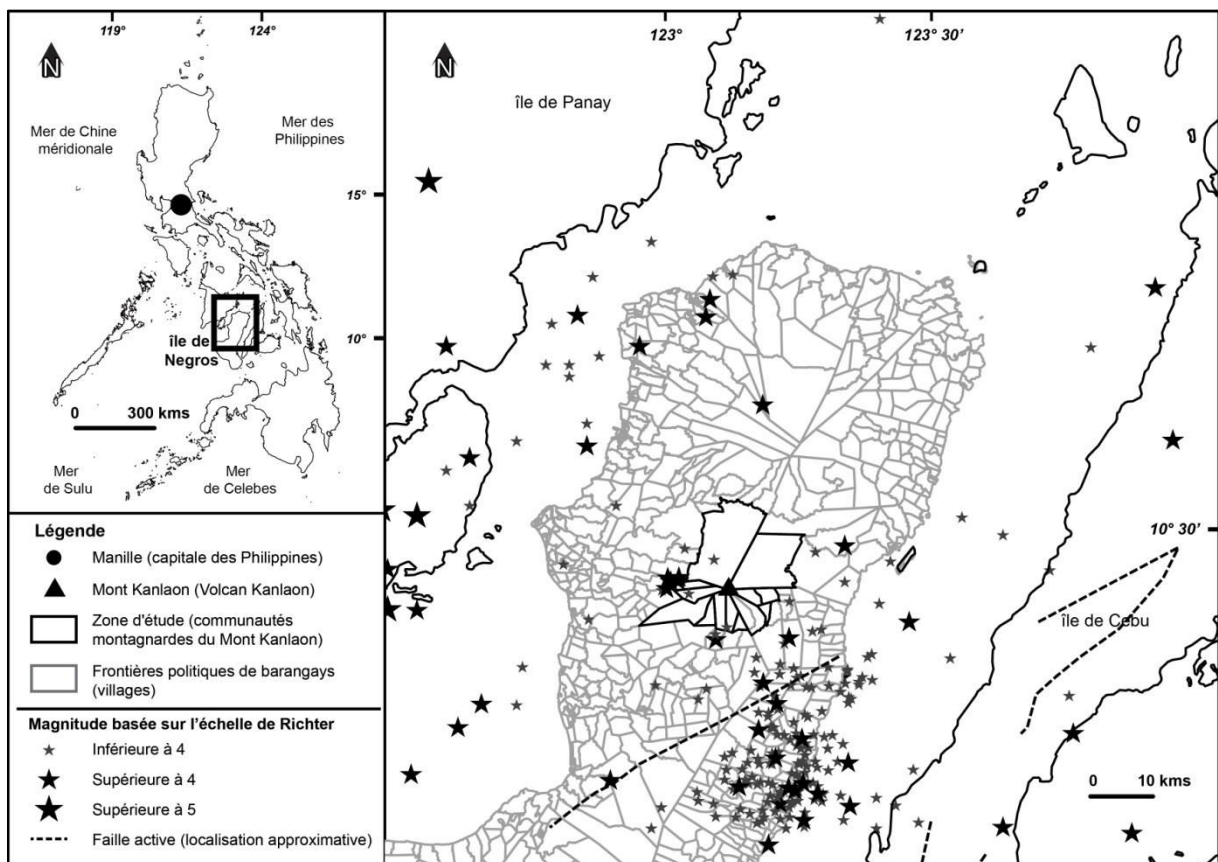 119°
124°
N
Mer de Chine
méridionale
Mer des
Philippines
15°
10°
île de
Negros
0 300 kms
Mer
de Sulu
Mer
de Celebes
Légende
Manille (capitale des Philippines)
Mont Kanlaon (Volcan Kanlaon)
Zone d'étude (communautés
montagnardes du Mont Kanlaon)
Frontières politiques de barangays
(villages)
Magnitude basée sur l'échelle de Richter
Inférieure à 4
Supérieure à 4
Supérieure à 5
Faille active (localisation approximative)
123°
123° 30'
N
île de Panay
10° 30'
île de Cebu
0 10 kms